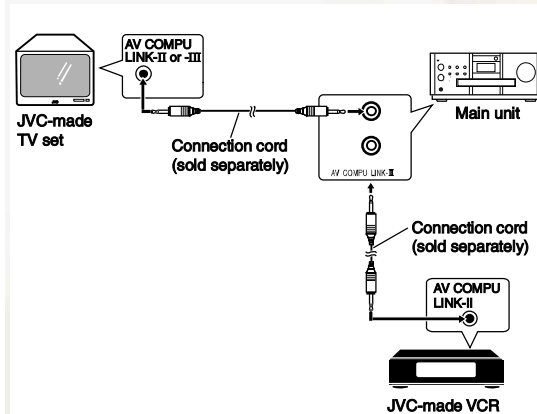 AV COMPU
LINK-II or -III
JVC
JVC-made
TV set
Main unit
Connection cord
(sold separately)
AV COMPU LINK-III
Connection cord
(sold separately)
AV COMPU
LINK-II
JVC-made VCR